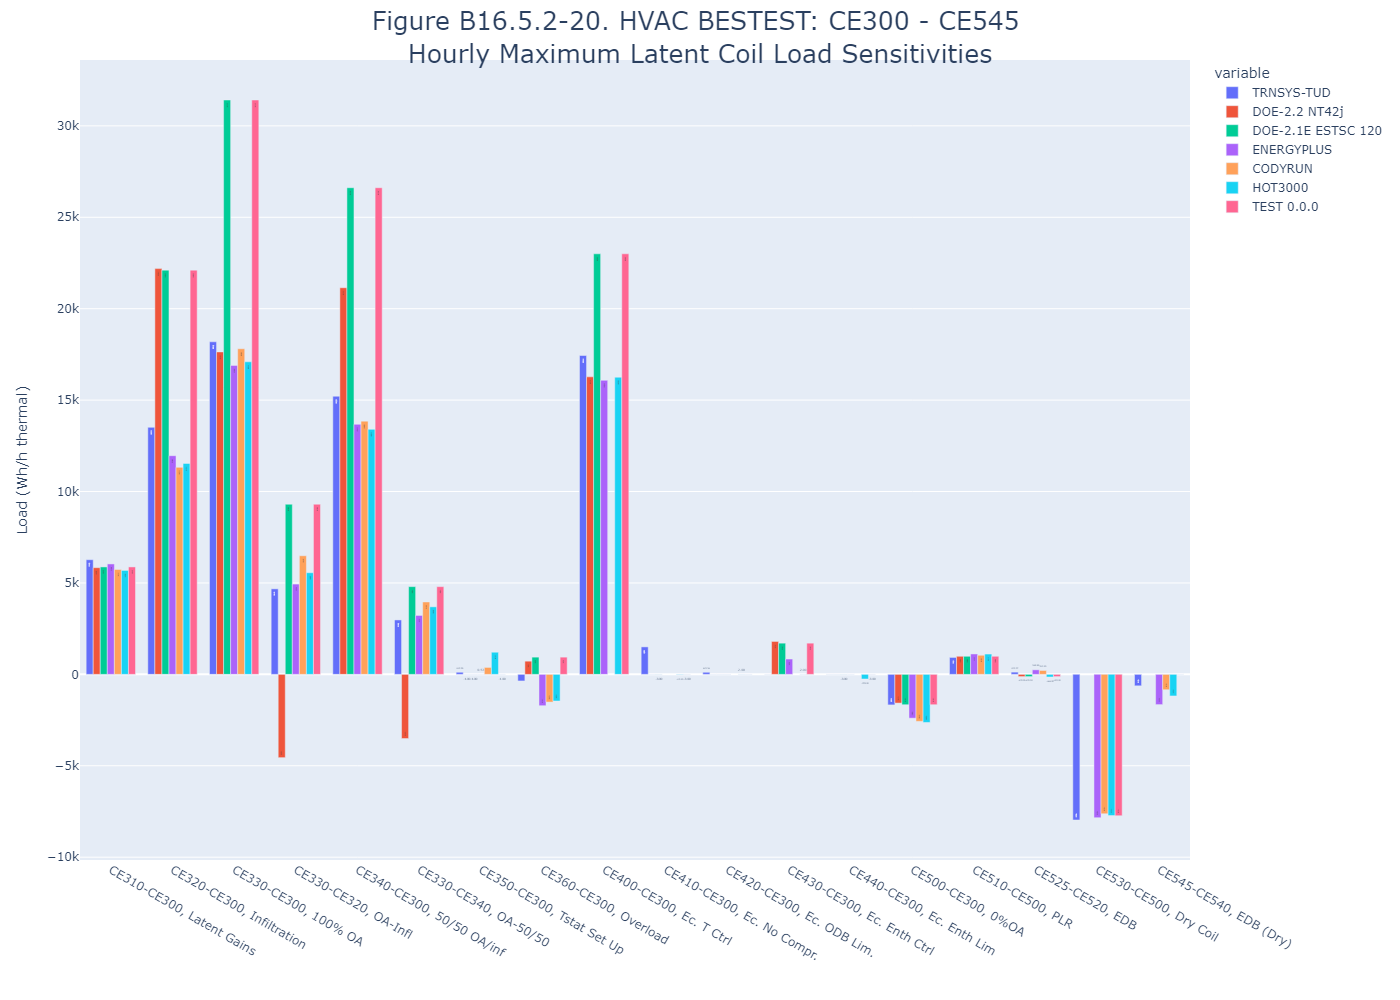 Figure B16.5.2-20. HVAC BESTEST: CE300 - CE545
Hourly Maximum Latent Coil Load Sensitivities
variable
TRNSYS-TUD
DOE-2.2 NT42j
DOE-2.1E ESTSC 120
ENERGYPLUS
CODYRUN
HOT3000
TEST 0.0.0
Load (Wh/h thermal)
30k
25k
20k
15k
10k
5k
0
−5k
−10k
CE310-CE300, Latent Gains
CE320-CE300, Infiltration
CE330-CE300, 100% OA
CE330-CE320, OA-Infl
CE340-CE300, 50/50 OA/inf
CE330-CE340, OA-50/50
CE350-CE300, Tstat Set Up
CE360-CE300, Overload
CE400-CE300, Ec. T Ctrl
CE410-CE300, Ec. No Compr.
CE420-CE300, Ec. ODB Lim.
CE430-CE300, Ec. Enth Ctrl
CE440-CE300, Ec. Enth Lim
CE500-CE300, 0%OA
CE510-CE500, PLR
CE525-CE520, EDB
CE530-CE500, Dry Coil
CE545-CE540, EDB (Dry)